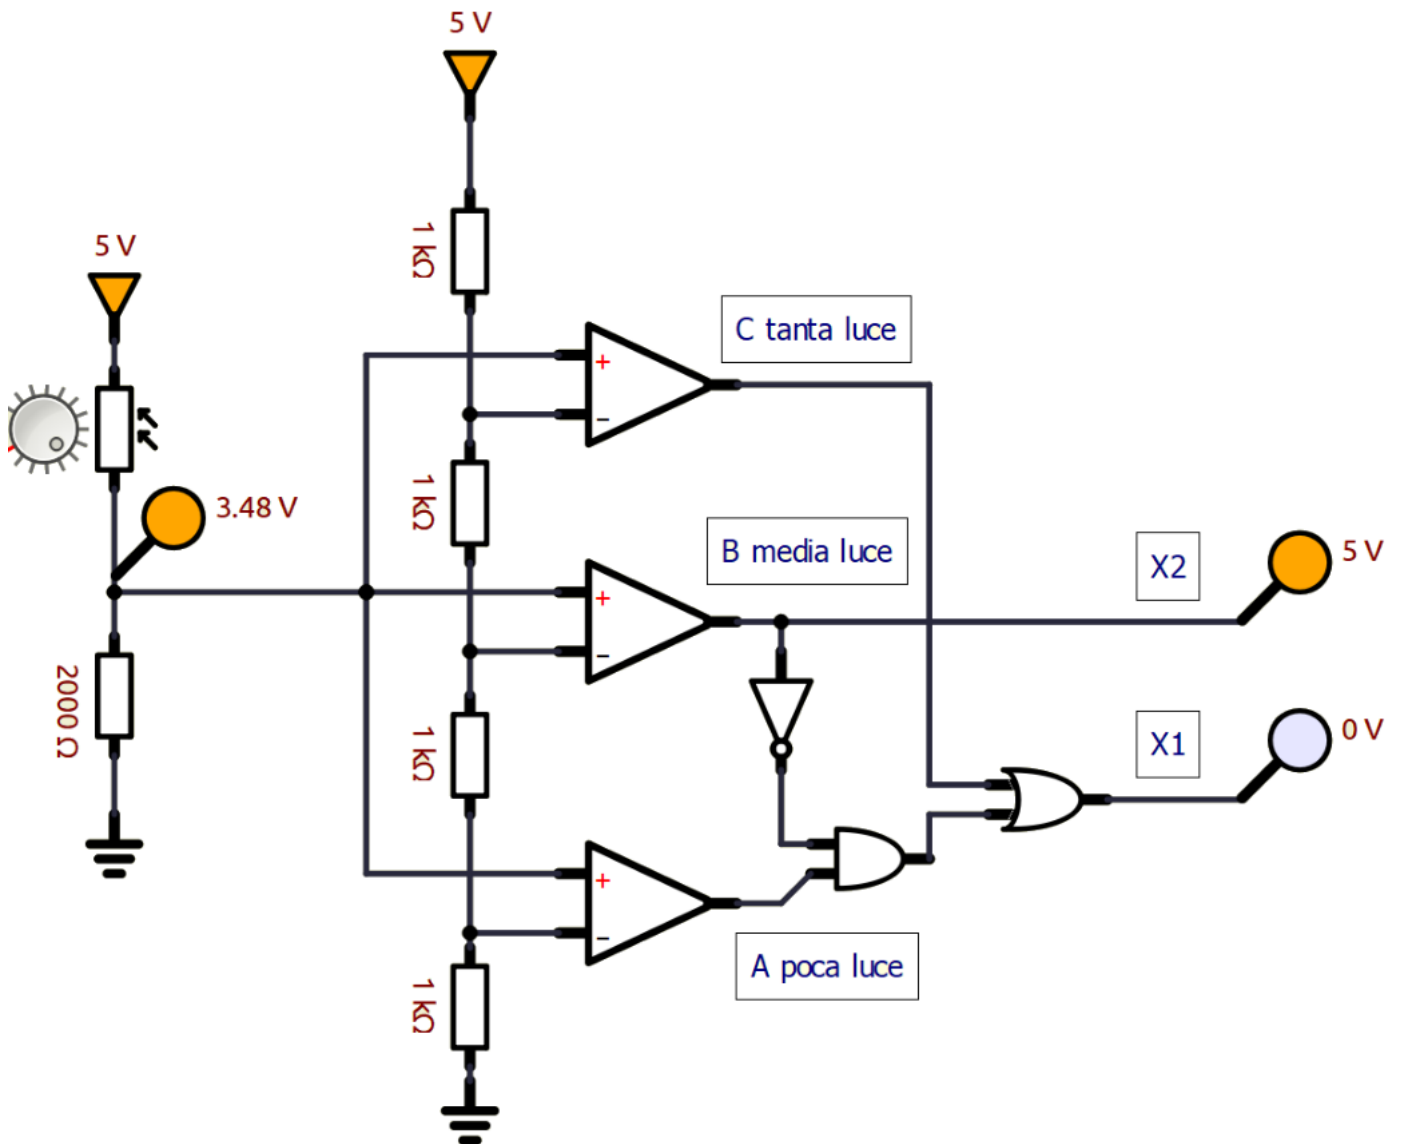 5 V
5 V
1 kΩ
C tanta luce
+
−
1 kΩ
3.48 V
B media luce
+
−
X2
5 V
2000 Ω
1 kΩ
X1
0 V
+
−
A poca luce
1 kΩ